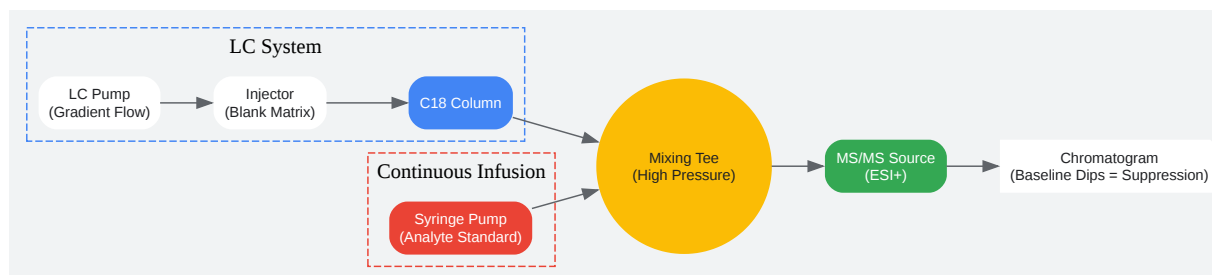 LC System
LC Pump
(Gradient Flow)
Injector
(Blank Matrix)
C18 Column
Continuous Infusion
Syringe Pump
(Analyte Standard)
Mixing Tee
(High Pressure)
MS/MS Source
(ESI+)
Chromatogram
(Baseline Dips = Suppression)